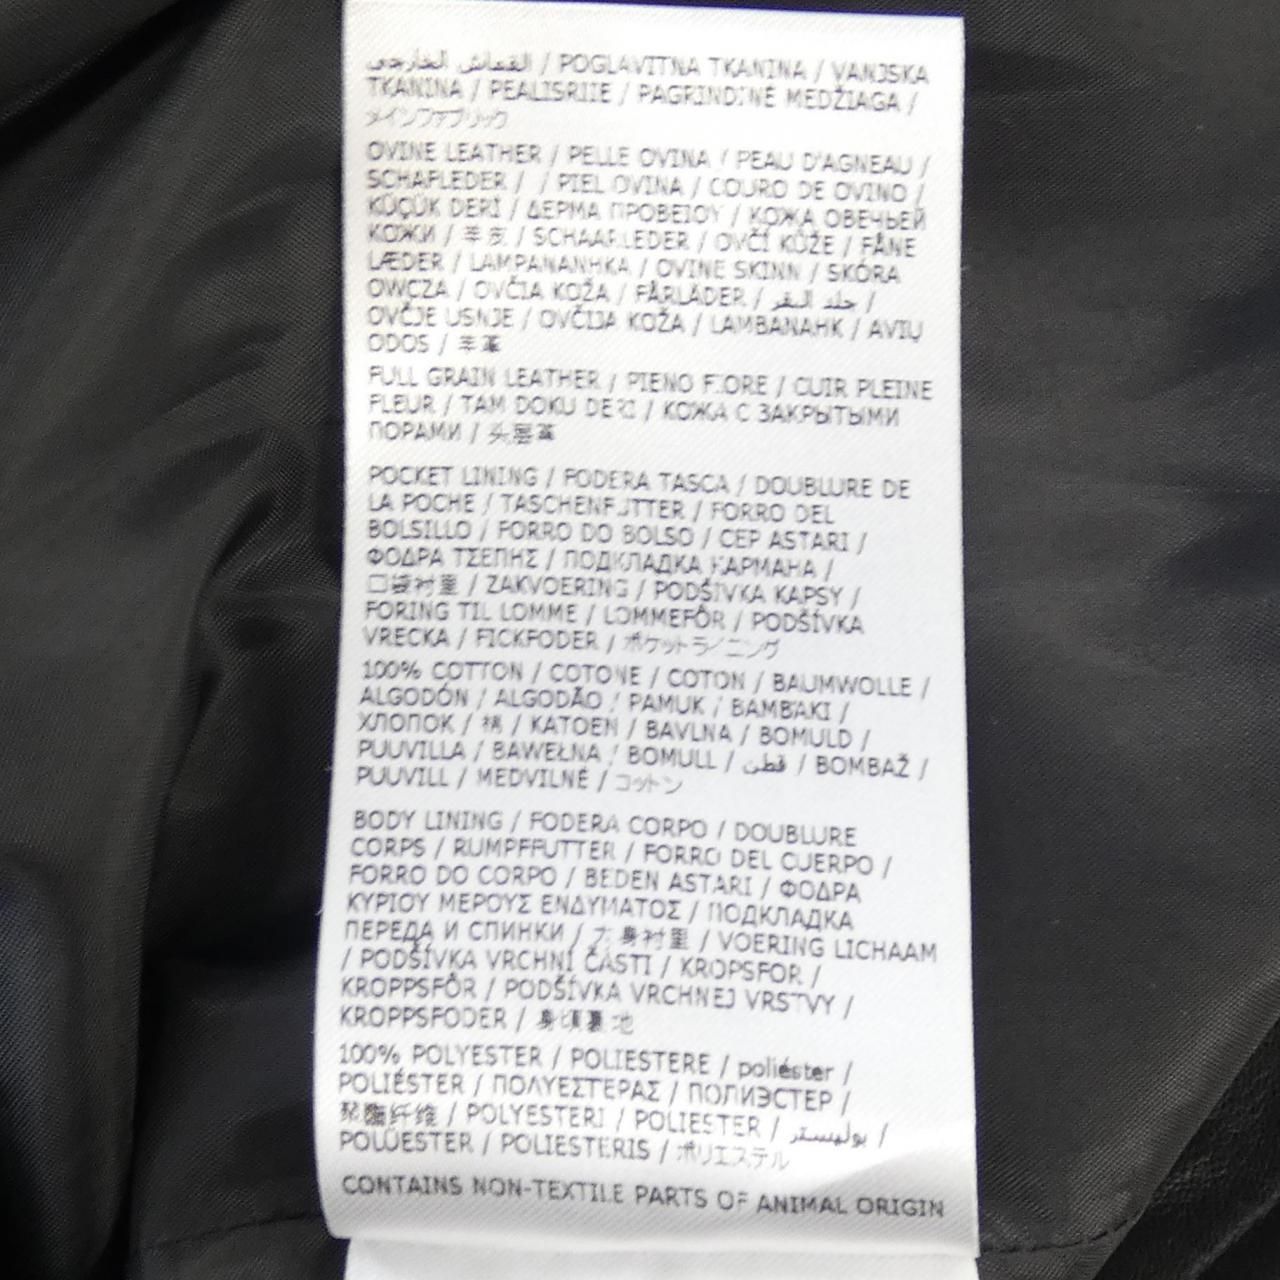 القماش الخارجي / POGLAVITNA TKANINA / VANJSKA
TKANINA / PEALISRIIE / PAGRINDINĖ MEDŽIAGA /
メインファブリック
OVINE LEATHER / PELLE OVINA / PEAU D'AGNEAU /
SCHAFLEDER / / PIEL OVINA / COURO DE OVINO /
KÜÇÜK DERİ / ΔΕΡΜΑ ΠΡΟΒΕΙΟΥ / КОЖА ОВЕЧЬЕЙ
КОЖИ / 羊皮 / SCHAAFLEDER / OVČÍ KŮŽE / FÅNE
LÆDER / LAMPANANHKA / OVINE SKINN / SKÓRA
OWCZA / OVČIA KOŽA / FÅRLÄDER / جلد البقر /
OVČJE USNJE / OVČIJA KOŽA / LAMBANAHK / AVIŲ
ODOS / 羊革
FULL GRAIN LEATHER / PIENO FIORE / CUIR PLEINE
FLEUR / TAM DOKU DERI / КОЖА С ЗАКРЫТЫМИ
ПОРАМИ / 头层革
POCKET LINING / FODERA TASCA / DOUBLURE DE
LA POCHE / TASCHENFUTTER / FORRO DEL
BOLSILLO / FORRO DO BOLSO / CEP ASTARI /
ΦΟΔΡΑ ΤΣΕΠΗΣ / ПОДКЛАДКА КАРМАНА /
口袋衬里 / ZAKVOERING / PODŠÍVKA KAPSY /
FORING TIL LOMME / LOMMEFÔR / PODŠÍVKA
VRECKA / FICKFODER / ポケットライニング
100% COTTON / COTONE / COTON / BAUMWOLLE /
ALGODÓN / ALGODÃO / PAMUK / BAMBAKI /
ХЛОПОК / 棉 / KATOEN / BAVLNA / BOMULD /
PUUVILLA / BAWEŁNA / BOMULL / قطن / BOMBAŽ /
PUUVILL / MEDVILNĖ / コットン
BODY LINING / FODERA CORPO / DOUBLURE
CORPS / RUMPFFUTTER / FORRO DEL CUERPO /
FORRO DO CORPO / BEDEN ASTARI / ΦΟΔΡΑ
ΚΥΡΙΟΥ ΜΕΡΟΥΣ ΕΝΔΥΜΑΤΟΣ / ПОДКЛАДКА
ПЕРЕДА И СПИНКИ / 大身衬里 / VOERING LICHAAM
/ PODŠÍVKA VRCHNÍ ČÁSTI / KROPSFOR /
KROPPSFÔR / PODŠÍVKA VRCHNEJ VRSTVY /
KROPPSFODER / 身頃裏地
100% POLYESTER / POLIESTERE / poliéster /
POLIÉSTER / ΠΟΛΥΕΣΤΕΡΑΣ / ПОЛИЭСТЕР /
聚酯纤维 / POLYESTERI / POLIESTER / بوليستر /
POLÜESTER / POLIESTERIS / ポリエステル
CONTAINS NON-TEXTILE PARTS OF ANIMAL ORIGIN